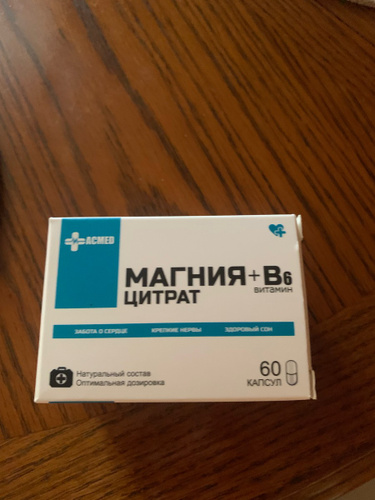 ACMED
МАГНИЯ+B6
ЦИТРАТ витамин
ЗАБОТА О СЕРДЦЕ КРЕПКИЕ НЕРВЫ ЗДОРОВЫЙ СОН
Натуральный состав
Оптимальная дозировка
60
КАПСУЛ